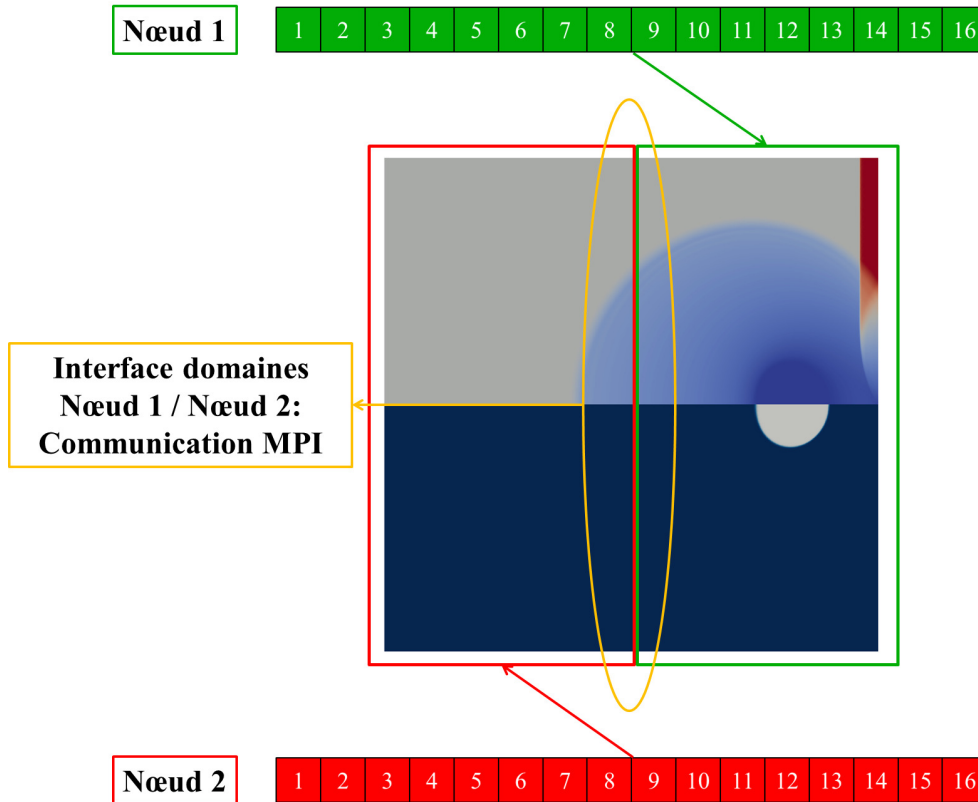 Nœud 1 1 2 3 4 5 6 7 8 9 10 11 12 13 14 15 16
Interface domaines
Nœud 1 / Nœud 2:
Communication MPI
Nœud 2 1 2 3 4 5 6 7 8 9 10 11 12 13 14 15 16